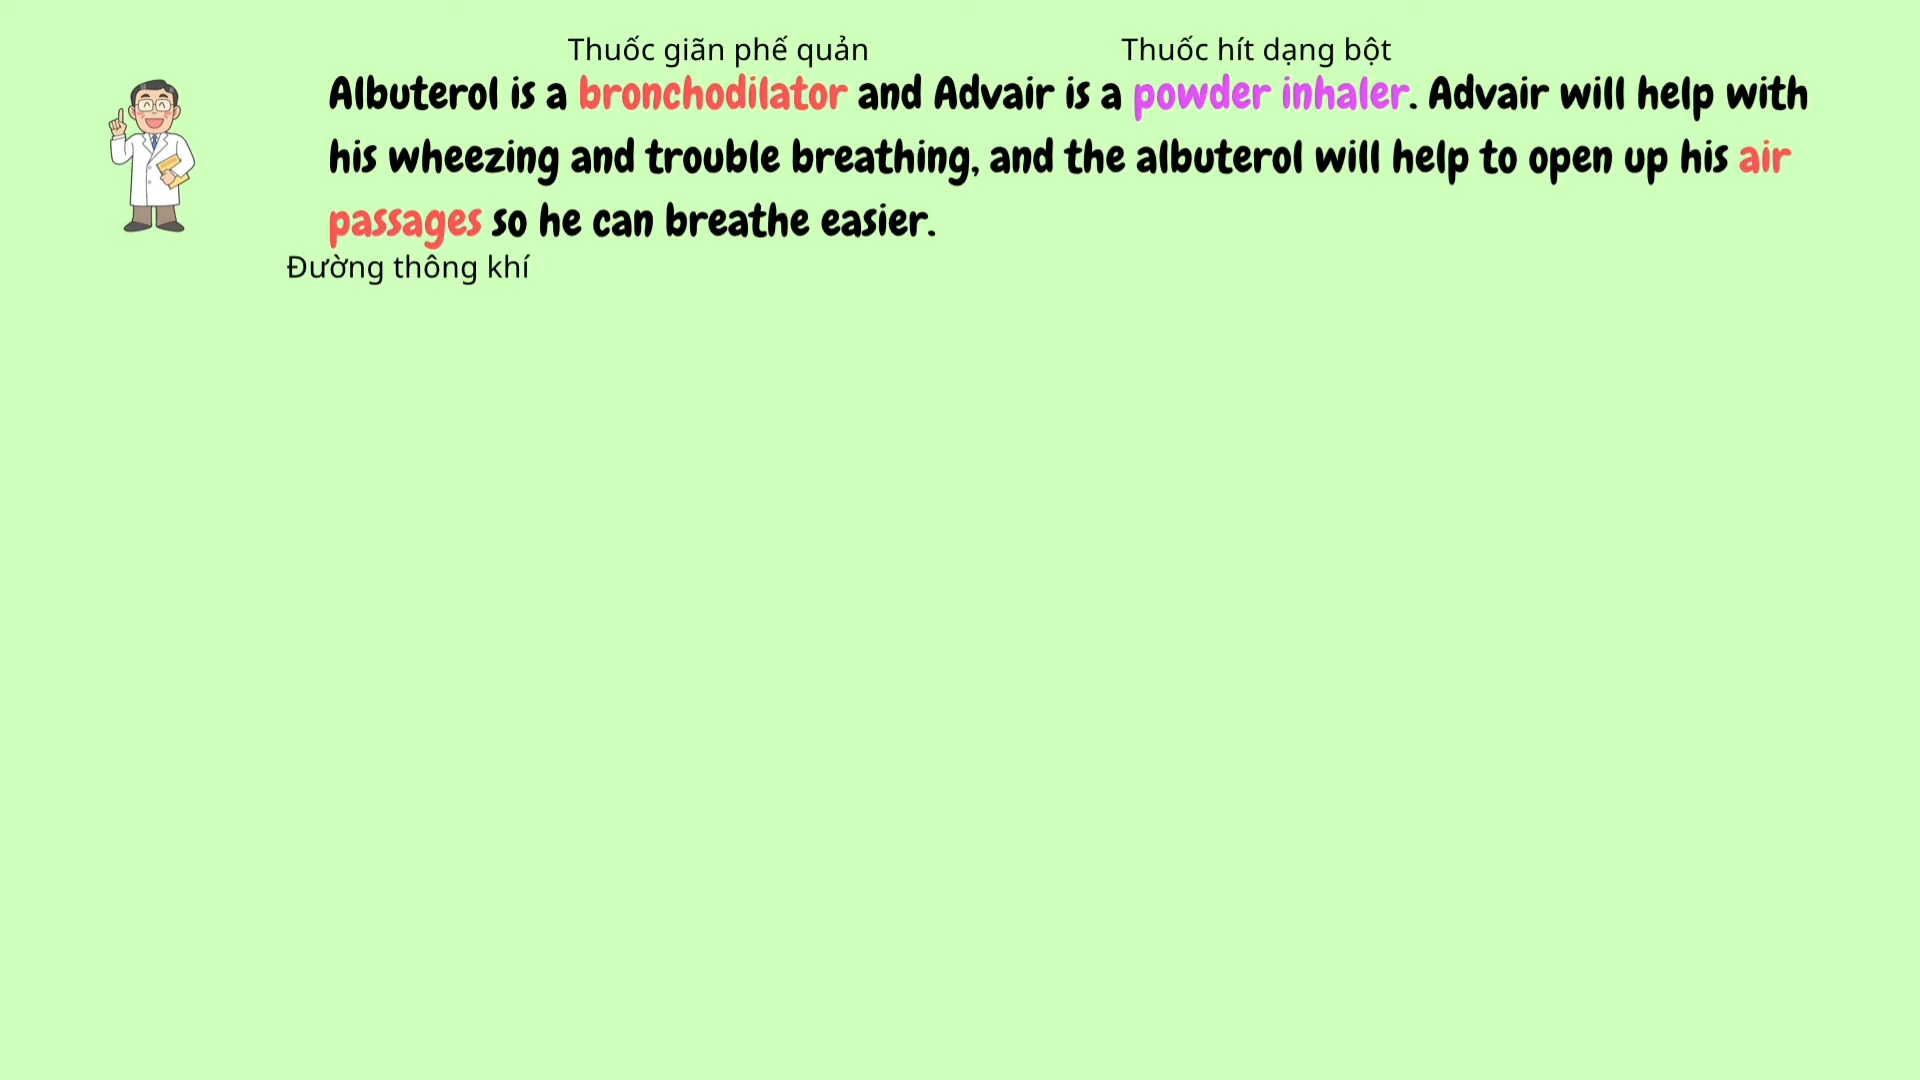 Thuốc giãn phế quản Thuốc hít dạng bột
Albuterol is a bronchodilator and Advair is a powder inhaler. Advair will help with
his wheezing and trouble breathing, and the albuterol will help to open up his air
passages so he can breathe easier.
Đường thông khí